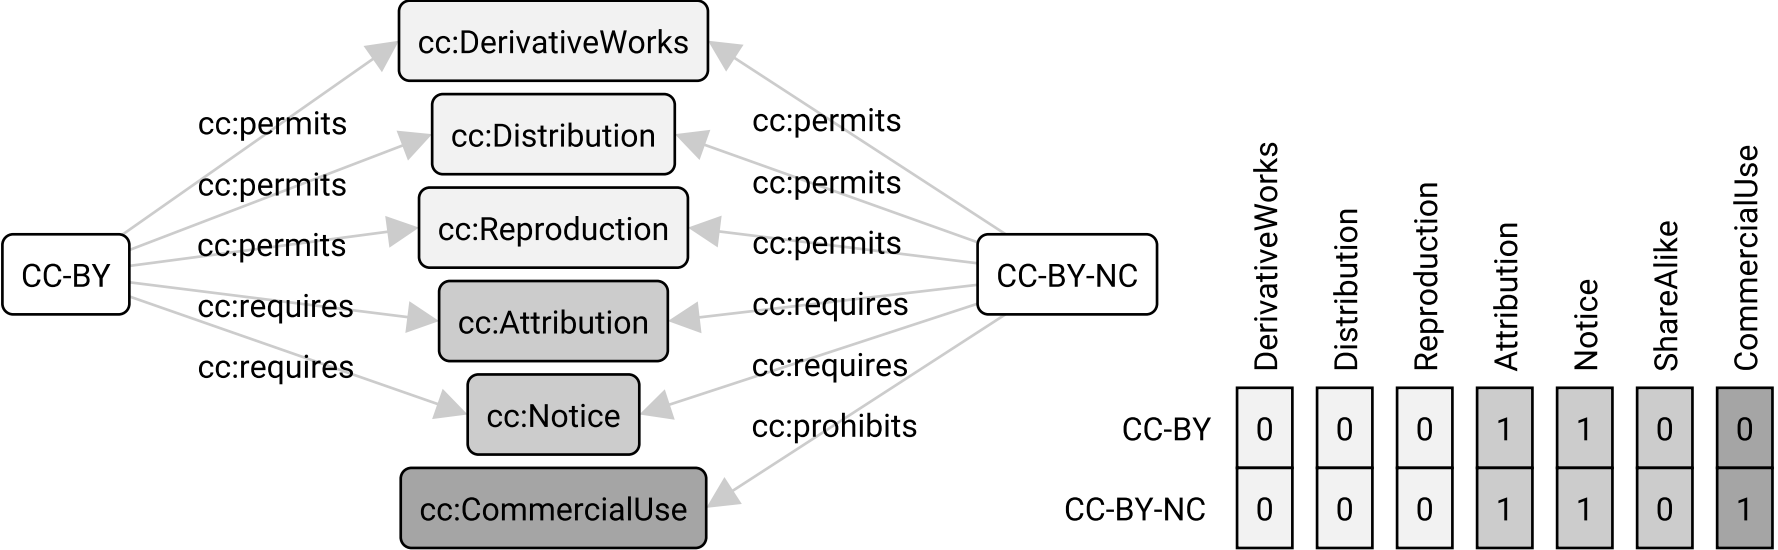 cc:DerivativeWorks
cc:Distribution
cc:Reproduction
cc:Attribution
cc:Notice
cc:CommercialUse
CC-BY
cc:permits
cc:permits
cc:permits
cc:requires
cc:requires
CC-BY-NC
cc:permits
cc:permits
cc:permits
cc:requires
cc:requires
cc:prohibits
DerivativeWorks
Distribution
Reproduction
Attribution
Notice
ShareAlike
CommercialUse
CC-BY 0 0 0 1 1 0 0
CC-BY-NC 0 0 0 1 1 0 1